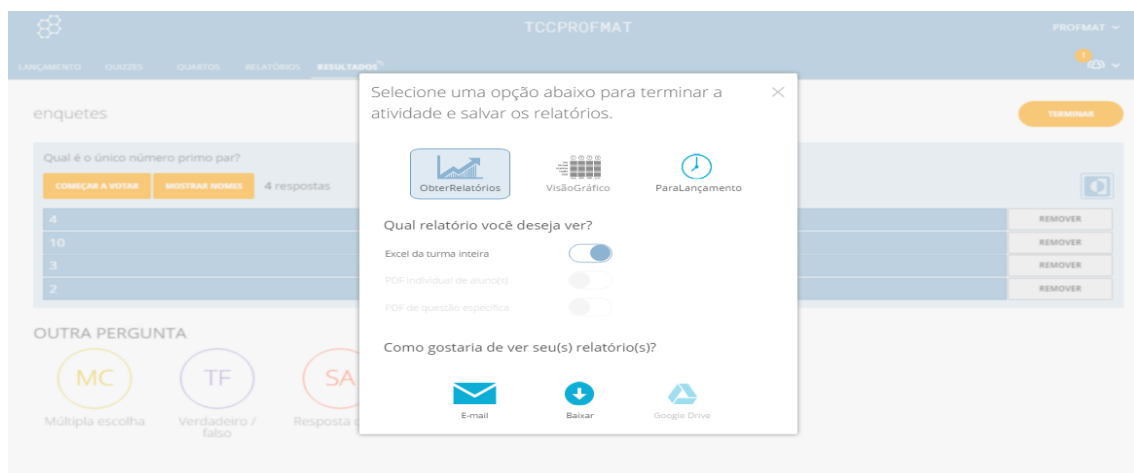 TCCPROFMAT
PROFMAT
LANÇAMENTO QUIZZES QUARTOS RELATÓRIOS RESULTADOS
1
enquetes
TERMINAR
Qual é o único número primo par?
COMEÇAR A VOTAR MOSTRAR NOMES 4 respostas
4 REMOVER
10 REMOVER
3 REMOVER
2 REMOVER
OUTRA PERGUNTA
MC TF SA
Múltipla escolha Verdadeiro / falso Resposta
Selecione uma opção abaixo para terminar a
atividade e salvar os relatórios.
ObterRelatórios VisãoGráfico ParaLançamento
Qual relatório você deseja ver?
Excel da turma inteira
PDF individual de aluno(s)
PDF de questão específica
Como gostaria de ver seu(s) relatório(s)?
E-mail Baixar Google Drive